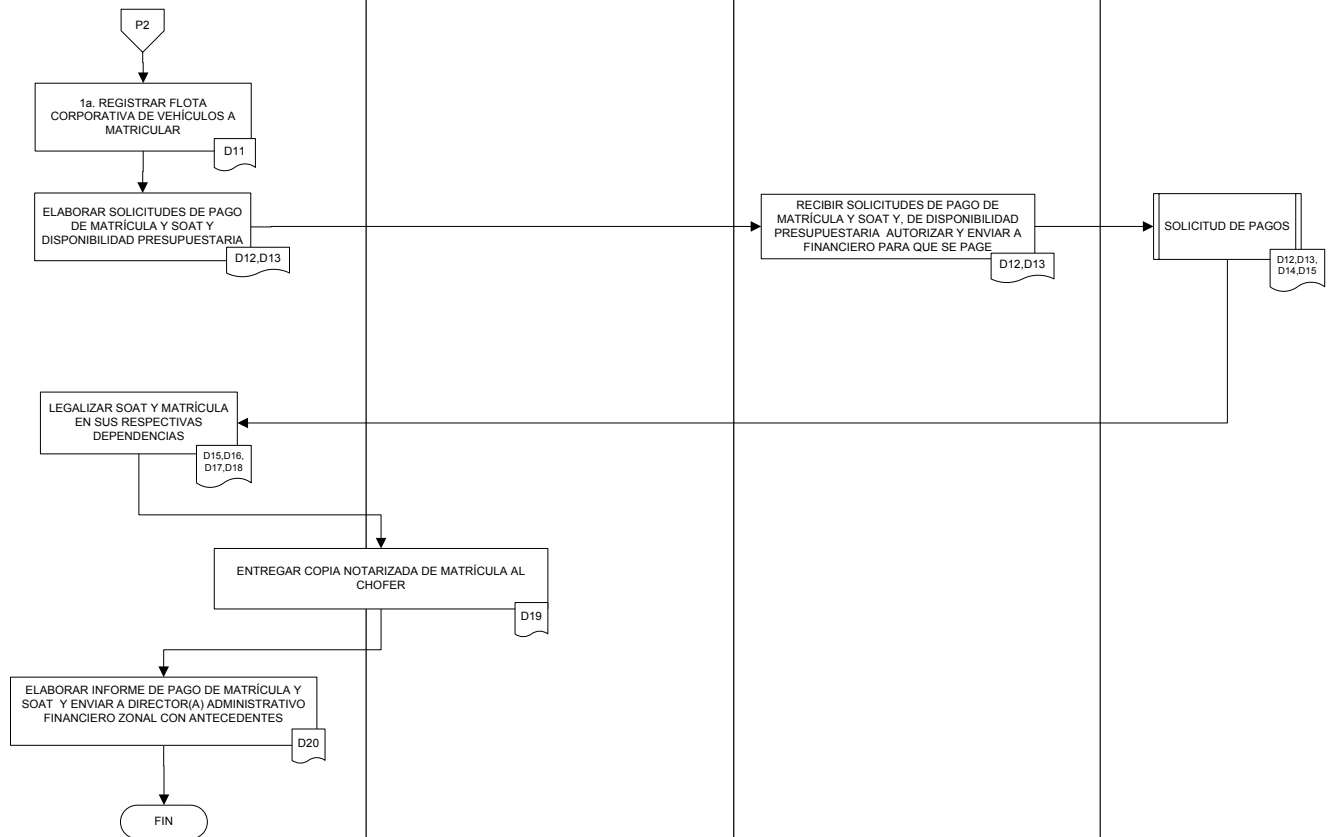 P2
1a. REGISTRAR FLOTA
CORPORATIVA DE VEHÍCULOS A
MATRICULAR
D11
ELABORAR SOLICITUDES DE PAGO
DE MATRÍCULA Y SOAT Y
DISPONIBILIDAD PRESUPUESTARIA
D12,D13
RECIBIR SOLICITUDES DE PAGO DE
MATRÍCULA Y SOAT Y, DE DISPONIBILIDAD
PRESUPUESTARIA AUTORIZAR Y ENVIAR A
FINANCIERO PARA QUE SE PAGE
D12,D13
SOLICITUD DE PAGOS
D12,D13,
D14,D15
LEGALIZAR SOAT Y MATRÍCULA
EN SUS RESPECTIVAS
DEPENDENCIAS
D15,D16,
D17,D18
ENTREGAR COPIA NOTARIZADA DE MATRÍCULA AL
CHOFER
D19
ELABORAR INFORME DE PAGO DE MATRÍCULA Y
SOAT Y ENVIAR A DIRECTOR(A) ADMINISTRATIVO
FINANCIERO ZONAL CON ANTECEDENTES
D20
FIN